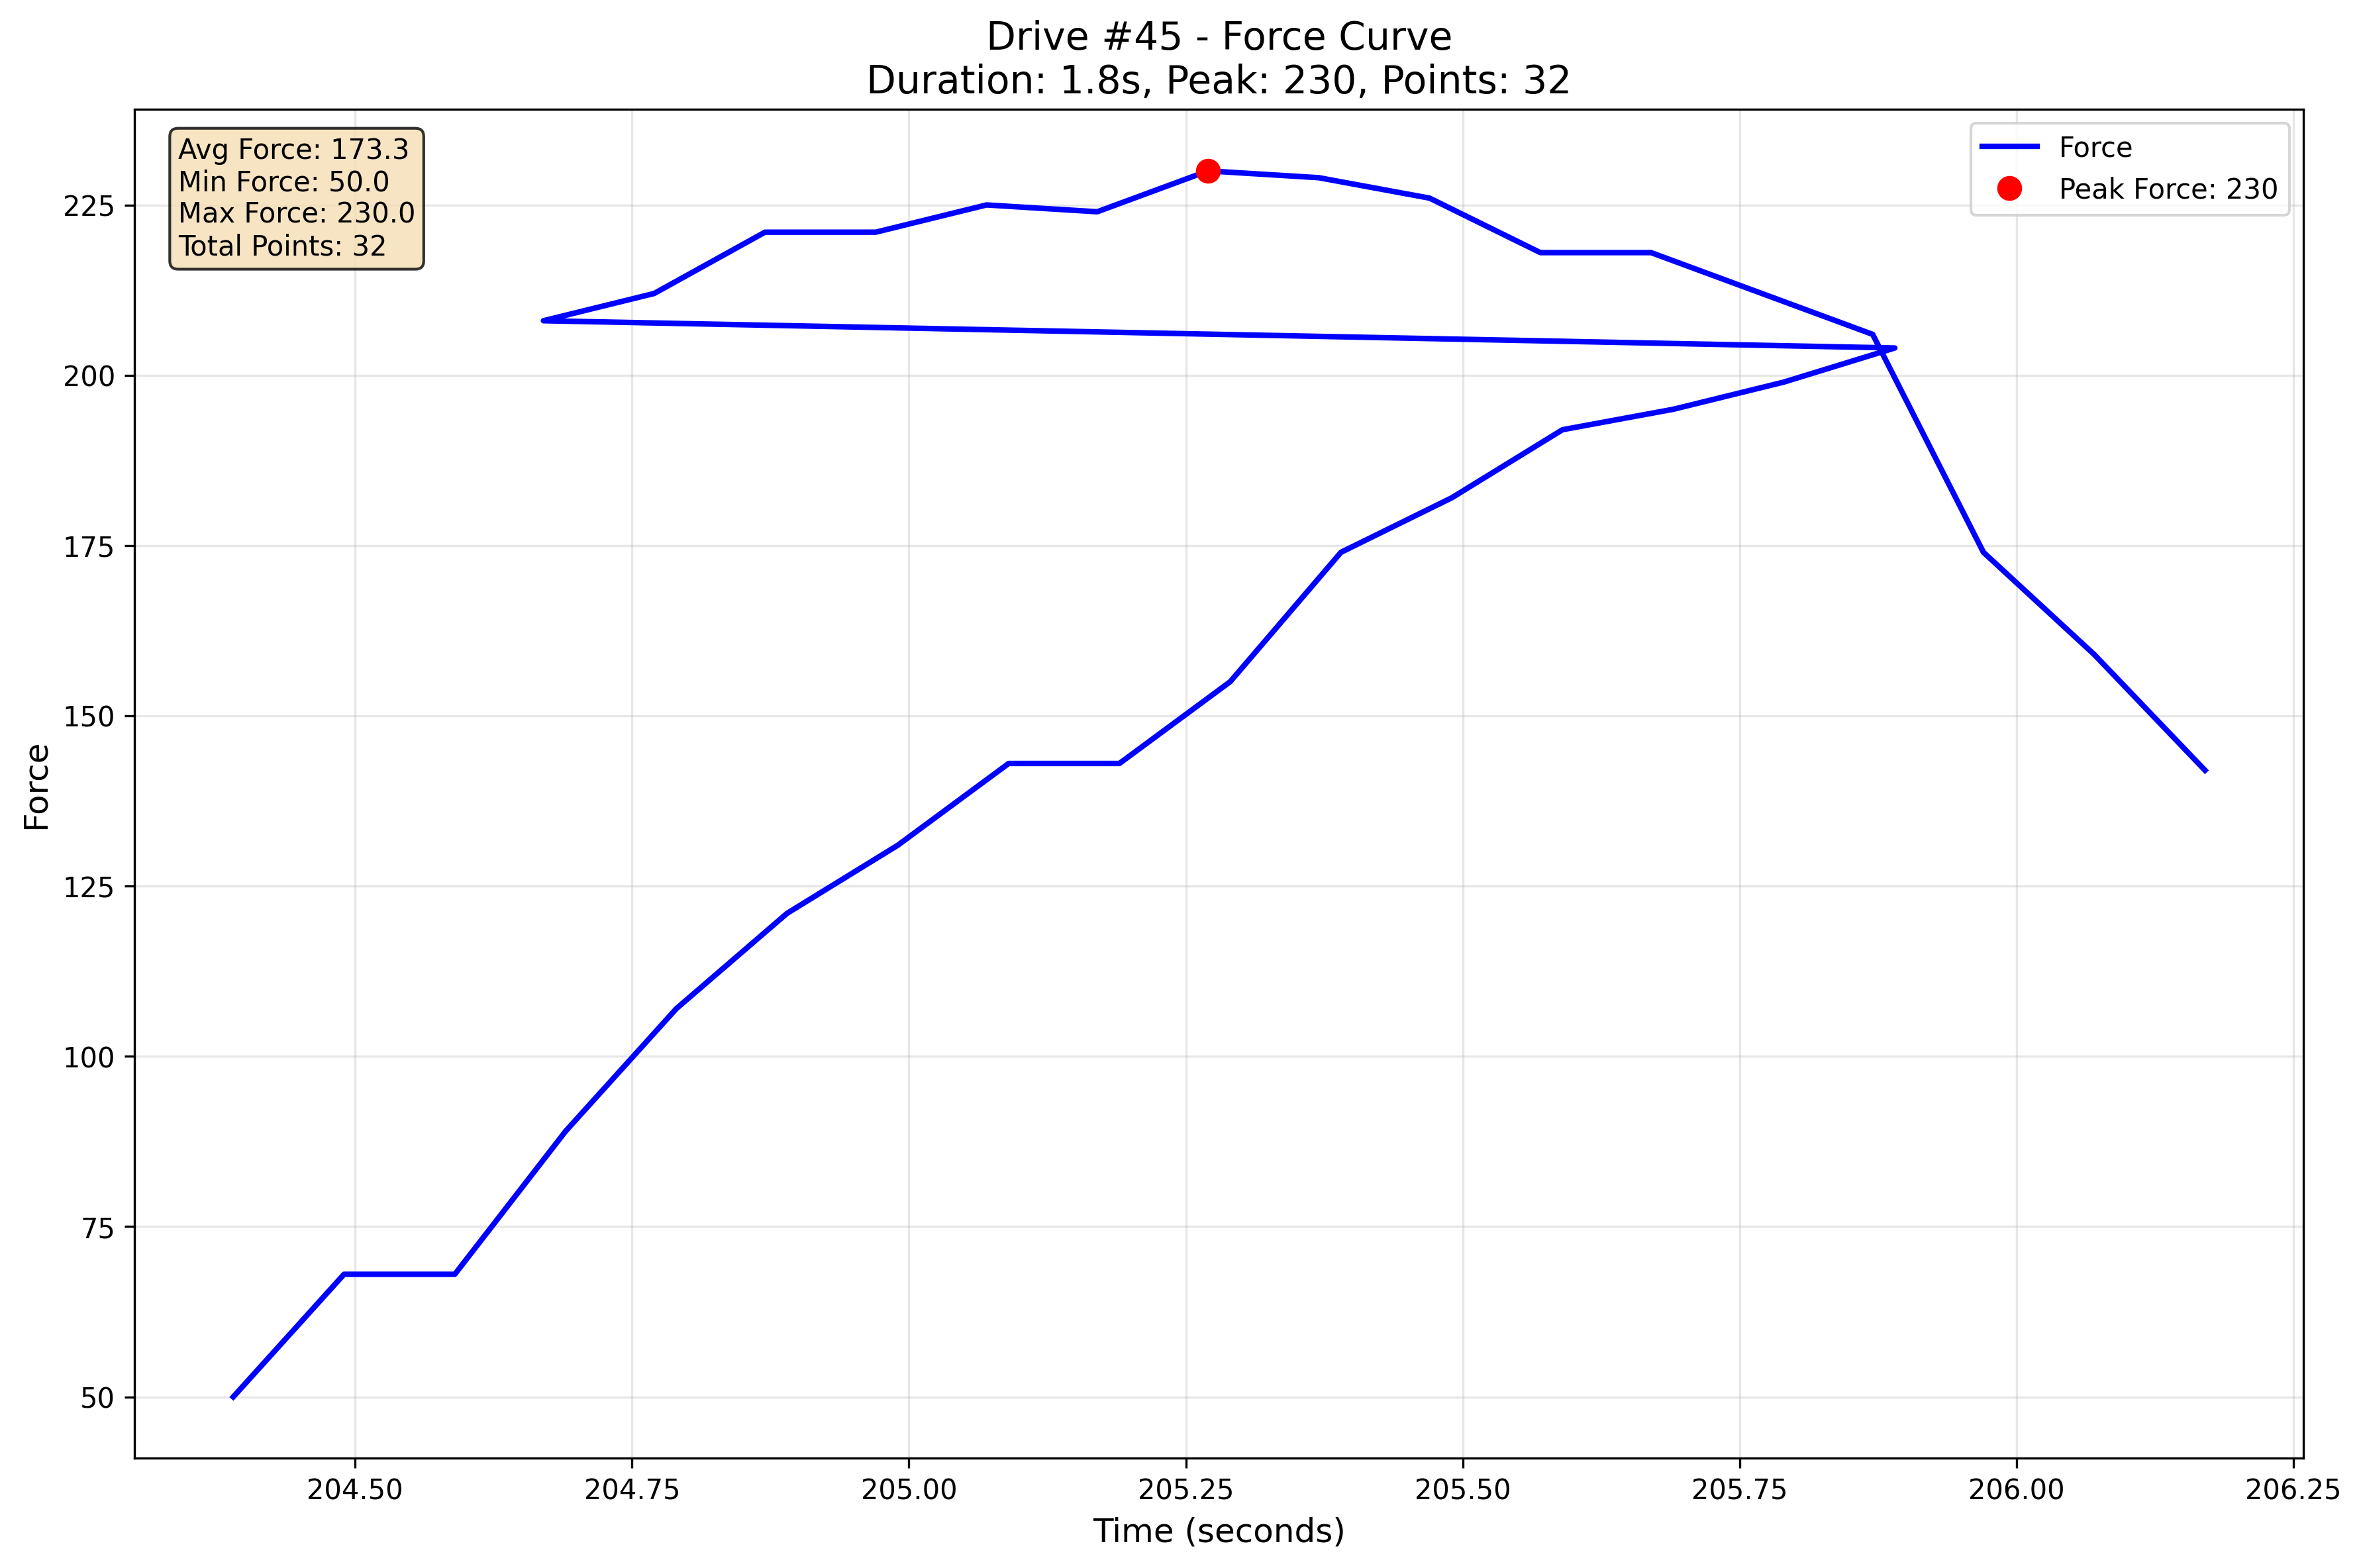 Drive #45 - Force Curve
Duration: 1.8s, Peak: 230, Points: 32
Avg Force: 173.3
Min Force: 50.0
Max Force: 230.0
Total Points: 32
Force
Peak Force: 230
225
200
175
150
125
100
75
50
Force
204.50 204.75 205.00 205.25 205.50 205.75 206.00 206.25
Time (seconds)